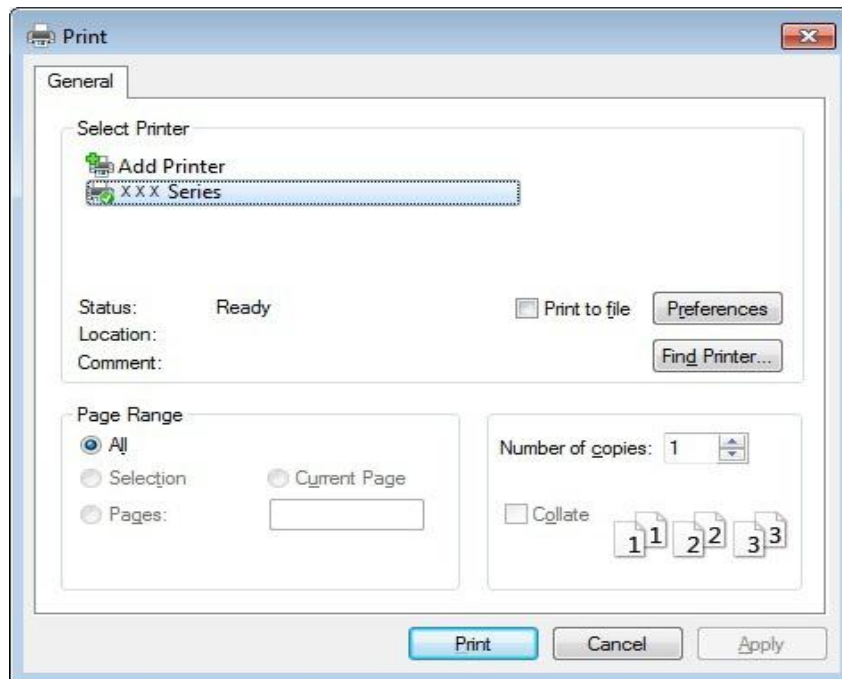 Print
General
Select Printer
Add Printer
XXX Series
Status: Ready
Location:
Comment:
Print to file
Preferences
Find Printer...
Page Range
All
Selection
Current Page
Pages:
Number of copies: 1
Collate
1 1 2 2 3 3
Print Cancel Apply